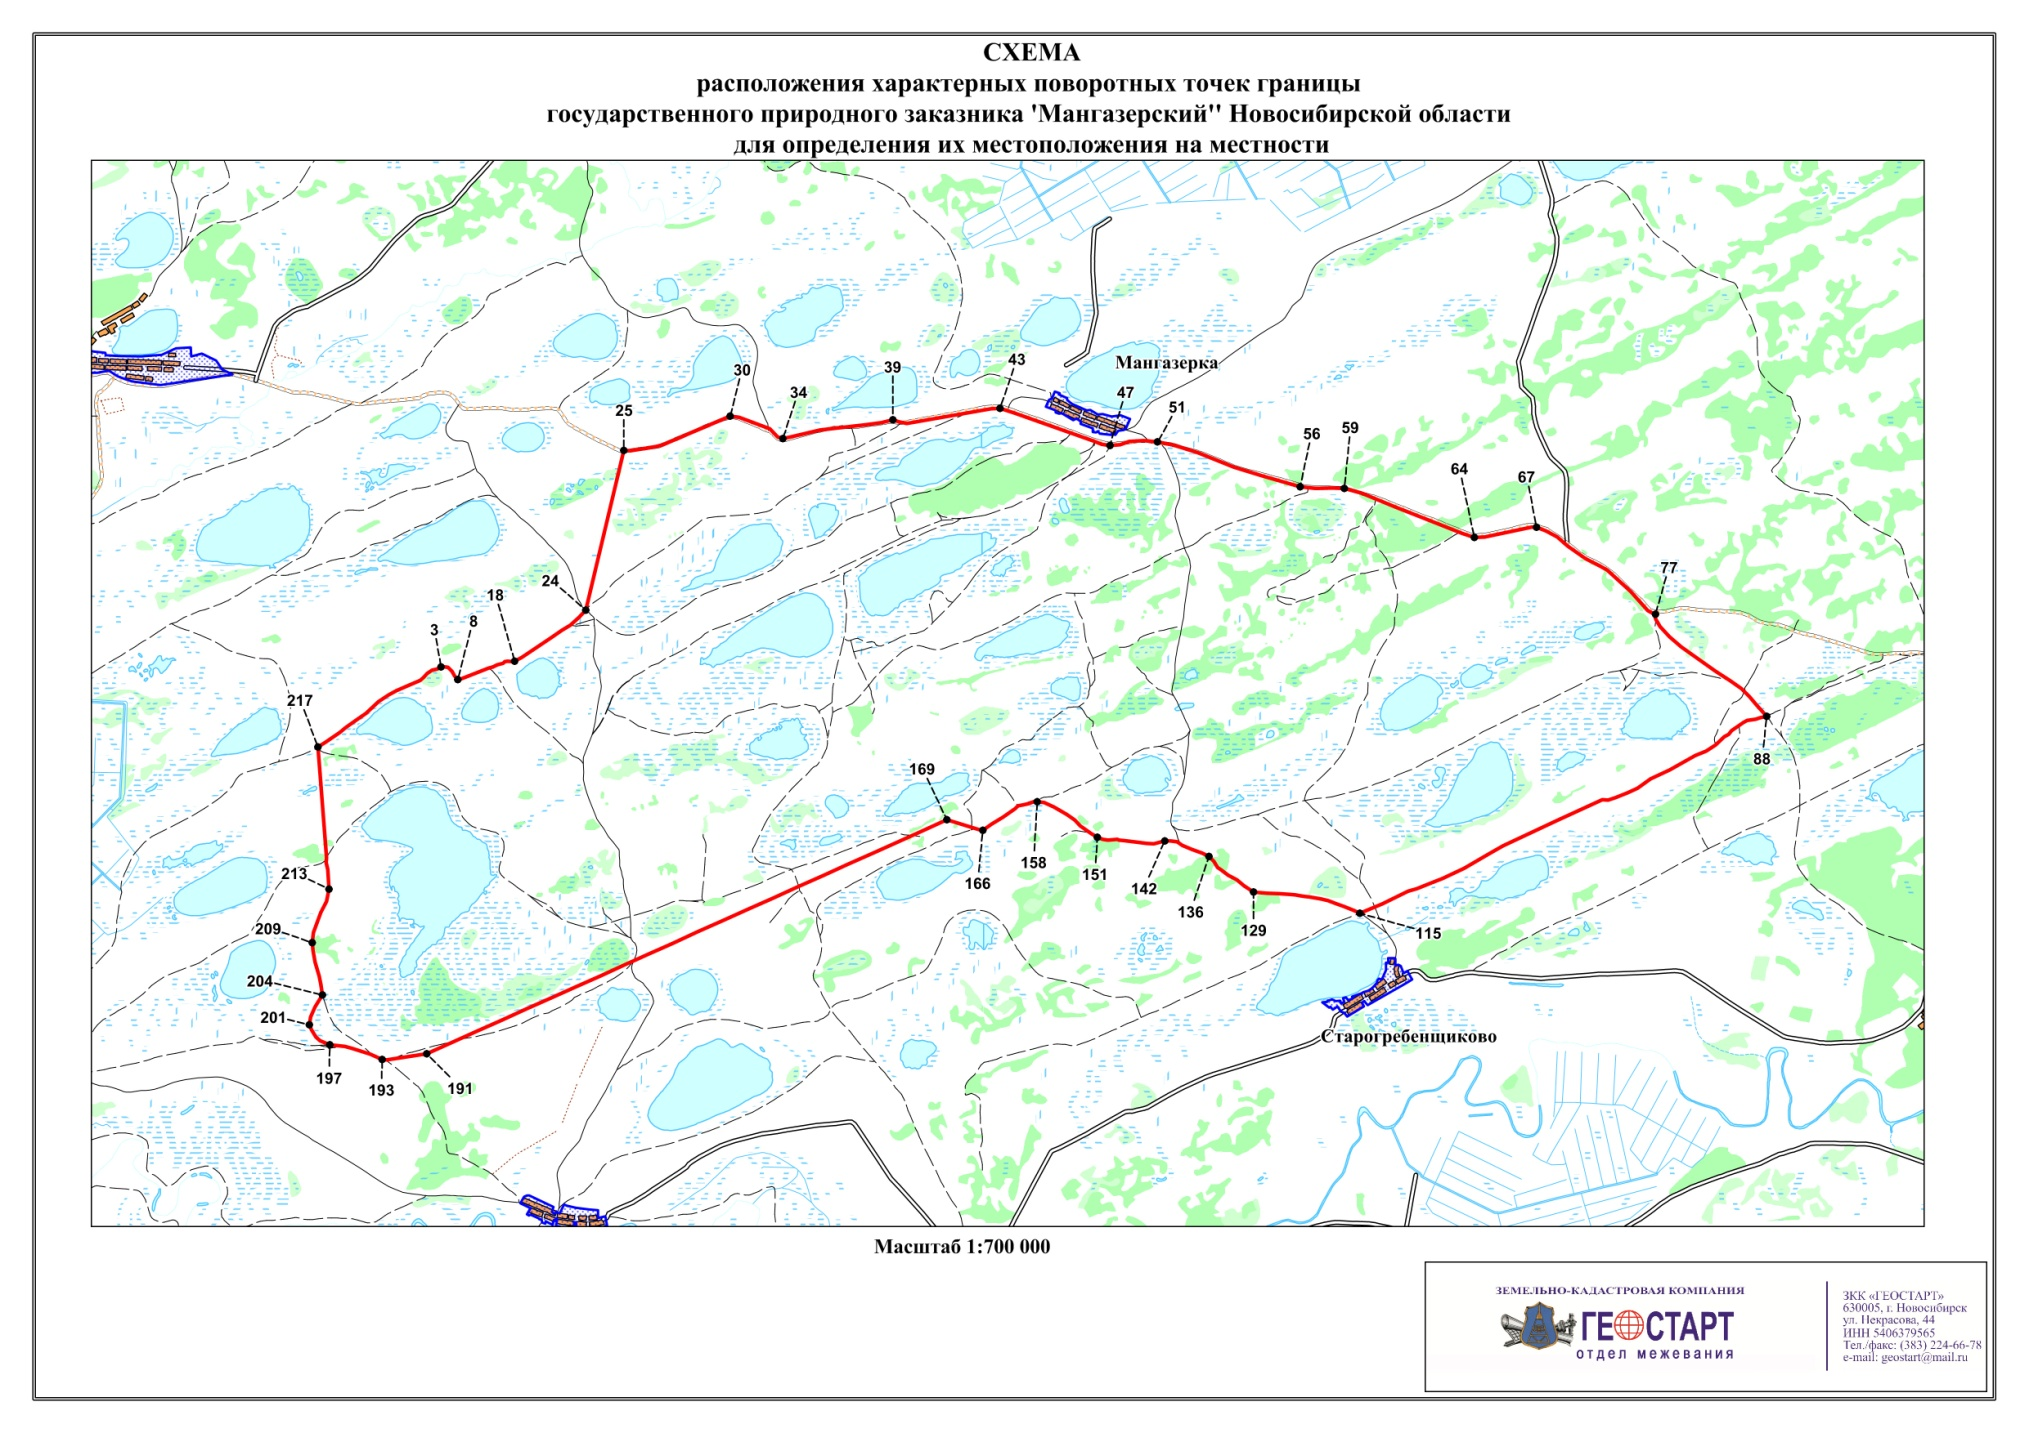 СХЕМА
расположения характерных поворотных точек границы
государственного природного заказника 'Мангазерский'' Новосибирской области
для определения их местоположения на местности
43
Мангазерка
39
30
34
47
51
25
56
59
64
67
77
24
18
8
3
217
88
169
158
166
151
142
136
129
115
213
209
204
201
197
193
191
Старогребенщиково
Масштаб 1:700 000
ЗЕМЕЛЬНО-КАДАСТРОВАЯ КОМПАНИЯ
ГЕОСТАРТ
отдел межевания
ЗКК «ГЕОСТАРТ»
630005, г. Новосибирск
ул. Некрасова, 44
ИНН 5406379565
Тел./факс: (383) 224-66-78
e-mail: geostart@mail.ru